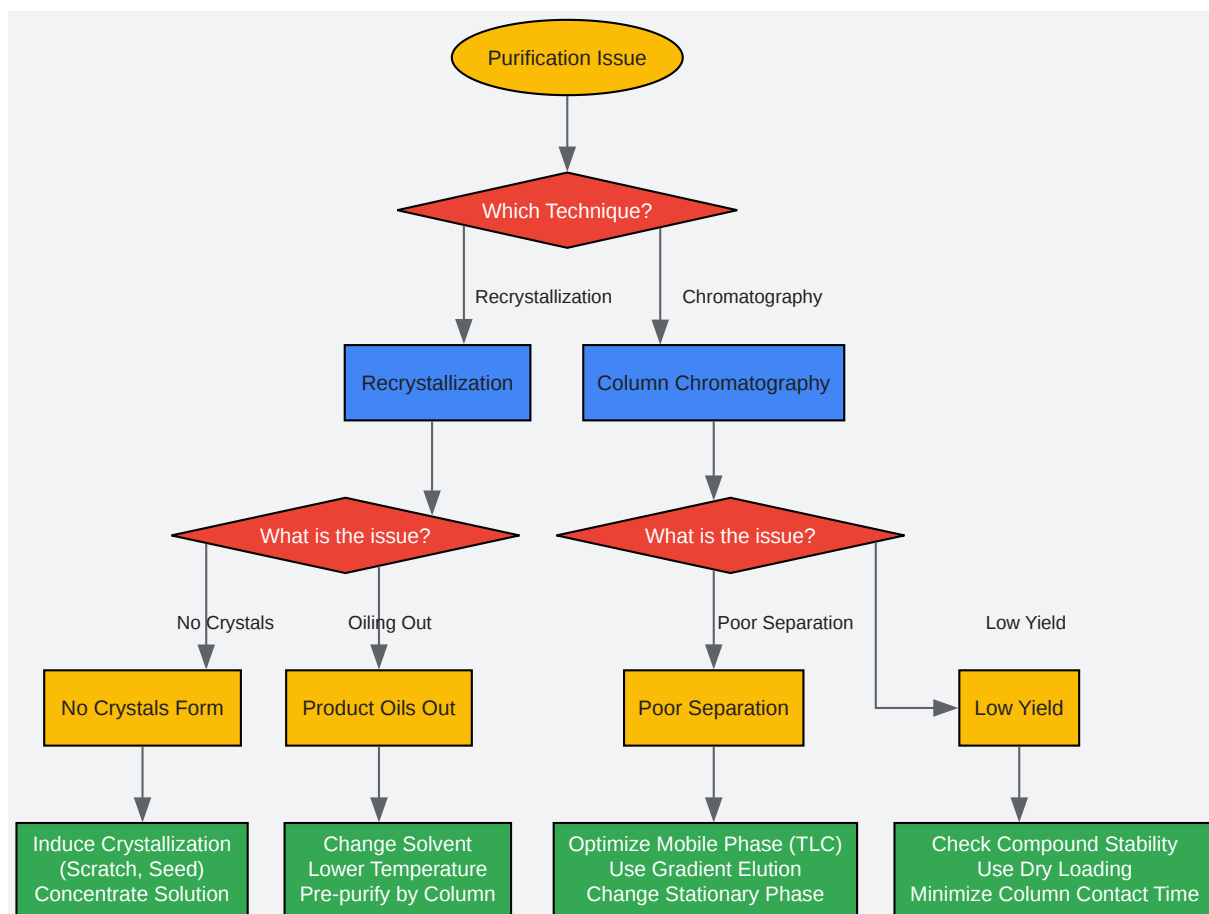 Purification Issue
Which Technique?
Recrystallization
Chromatography
Recrystallization
Column Chromatography
What is the issue?
What is the issue?
No Crystals
Oiling Out
Poor Separation
Low Yield
No Crystals Form
Product Oils Out
Poor Separation
Low Yield
Induce Crystallization
(Scratch, Seed)
Concentrate Solution
Change Solvent
Lower Temperature
Pre-purify by Column
Optimize Mobile Phase (TLC)
Use Gradient Elution
Change Stationary Phase
Check Compound Stability
Use Dry Loading
Minimize Column Contact Time